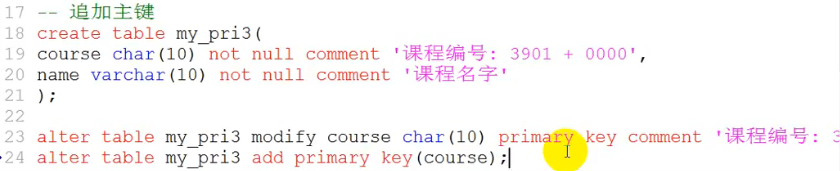 17 -- 追加主键
18 create table my_pri3(
19 course char(10) not null comment '课程编号: 3901 + 0000',
20 name varchar(10) not null comment '课程名字'
21 );
22
23 alter table my_pri3 modify course char(10) primary key comment '课程编号: 3
24 alter table my_pri3 add primary key(course);